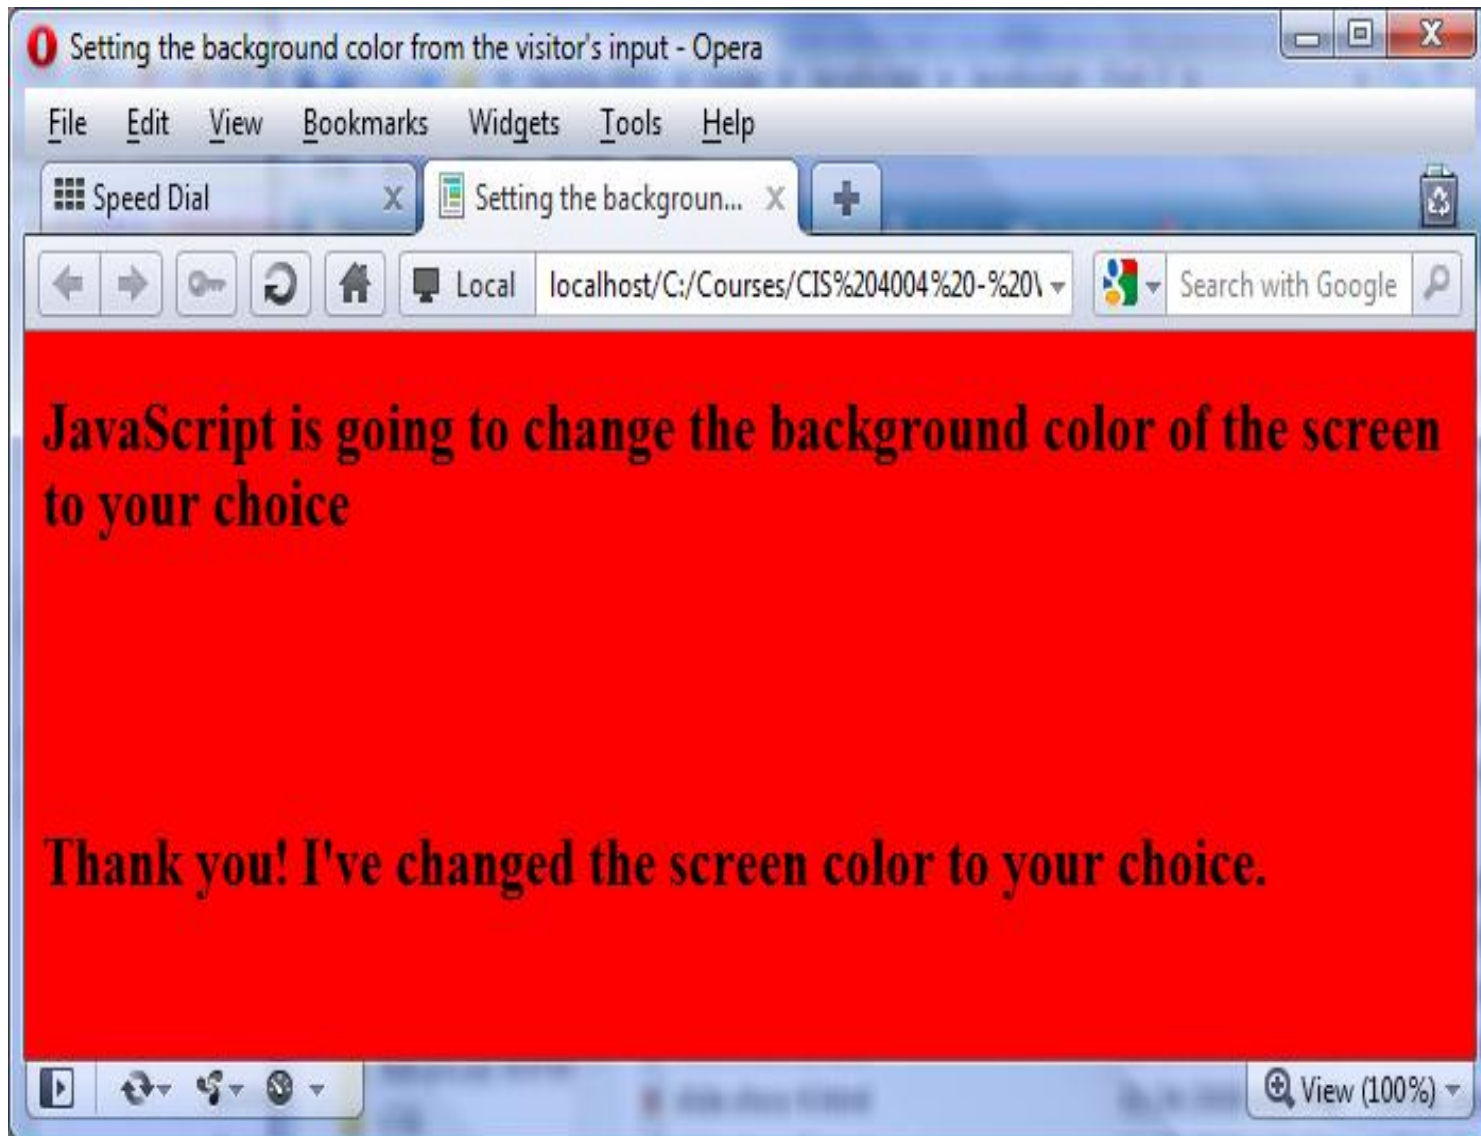 Setting the background color from the visitor's input - Opera
File Edit View Bookmarks Widgets Tools Help
Speed Dial
Setting the backgroun...
Local
localhost/C:/Courses/CIS%204004%20-%20\
Search with Google
JavaScript is going to change the background color of the screen
to your choice
Thank you! I've changed the screen color to your choice.
View (100%)